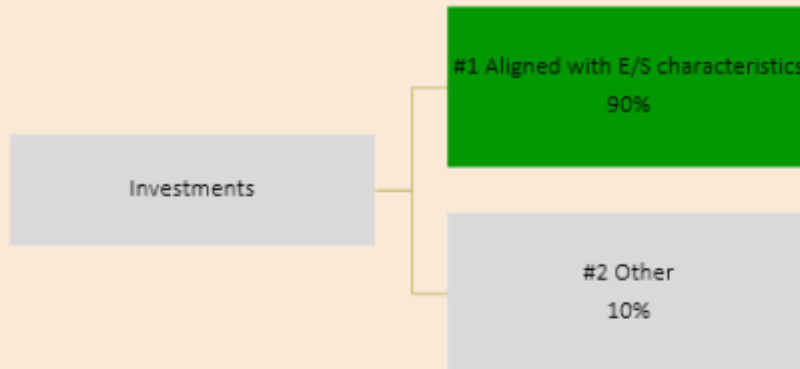 #1 Aligned with E/S characteristics
90%
Investments
#2 Other
10%